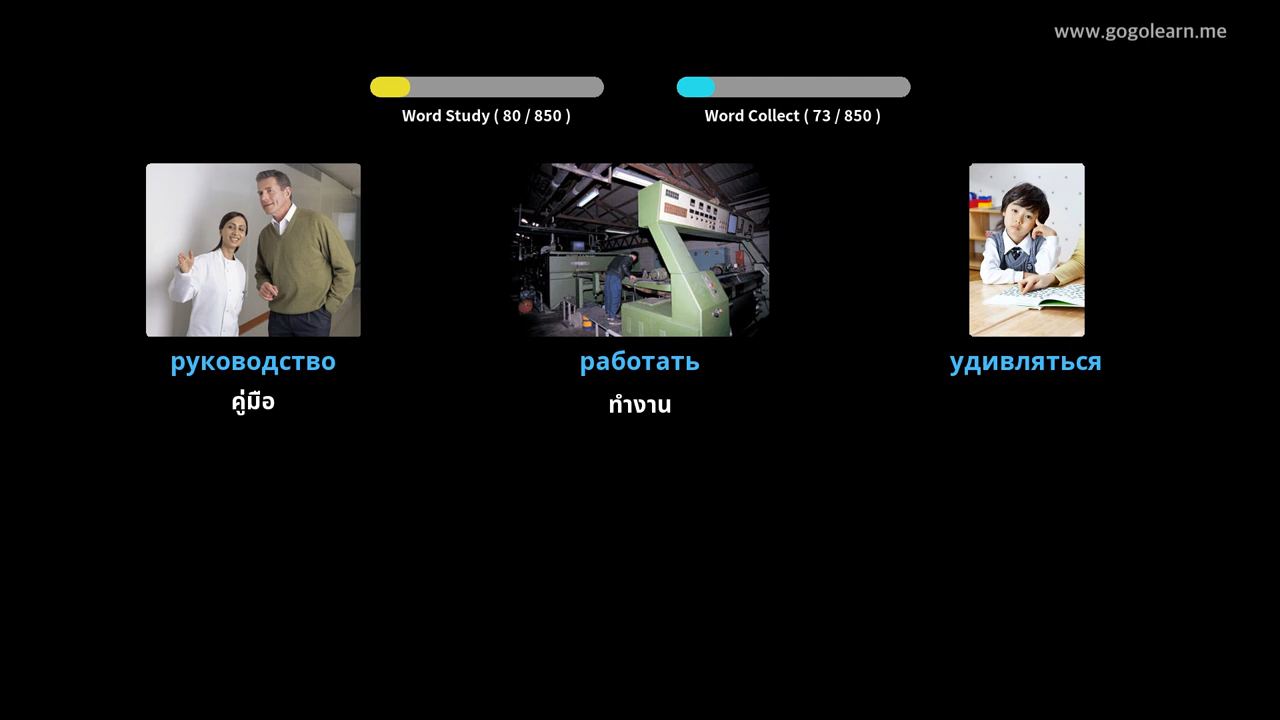 www.gogolearn.me
Word Study ( 80 / 850 )
Word Collect ( 73 / 850 )
руководство
работать
удивляться
คู่มือ
ทำงาน